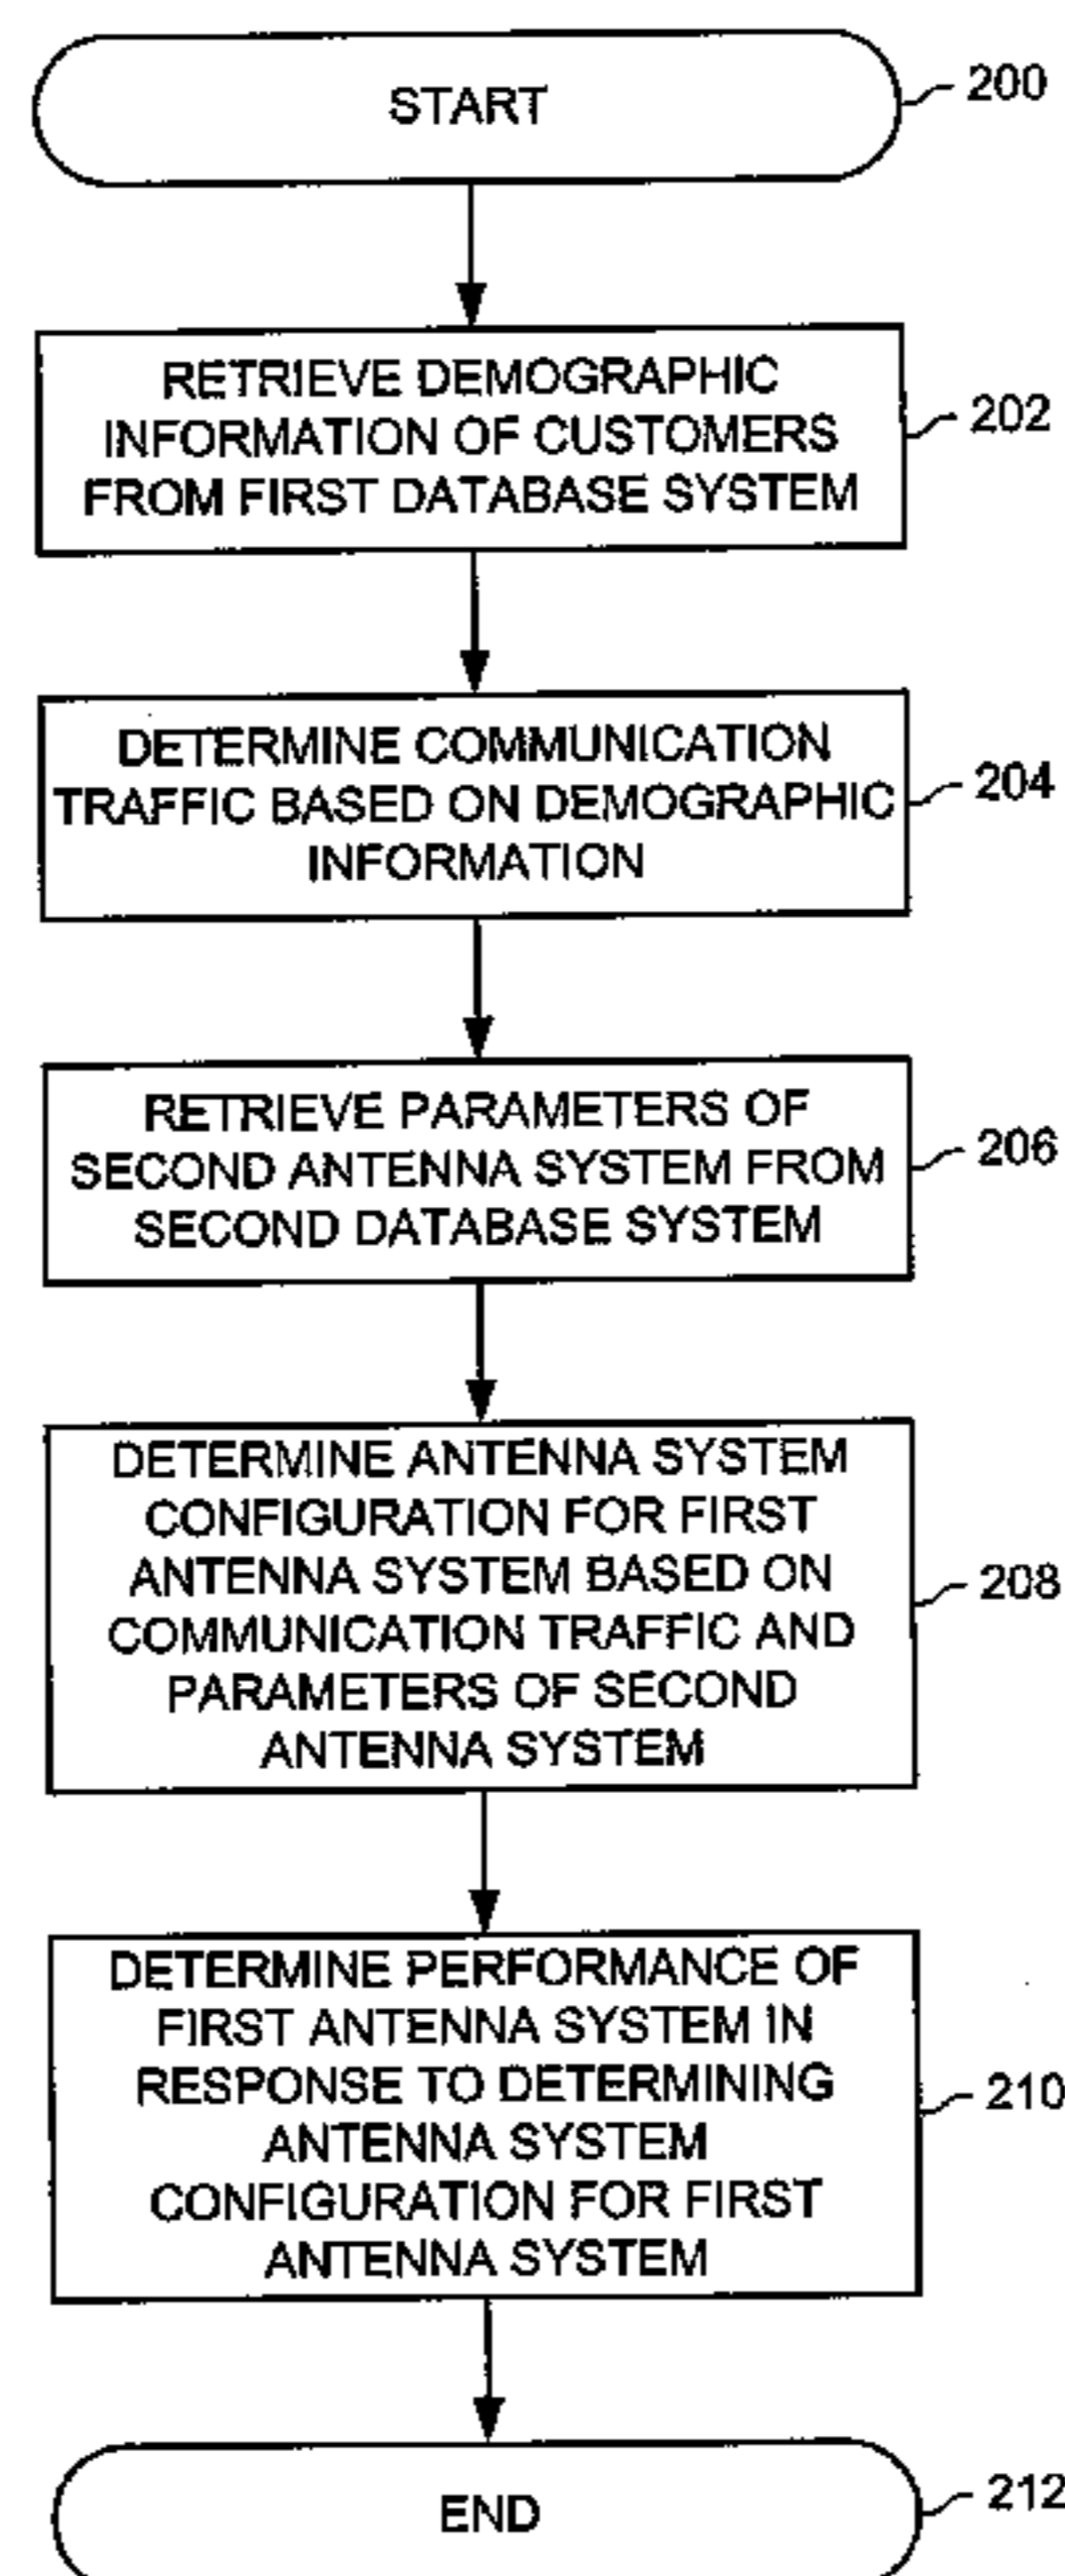 START
200
RETRIEVE DEMOGRAPHIC
INFORMATION OF CUSTOMERS
FROM FIRST DATABASE SYSTEM
202
DETERMINE COMMUNICATION
TRAFFIC BASED ON DEMOGRAPHIC
INFORMATION
204
RETRIEVE PARAMETERS OF
SECOND ANTENNA SYSTEM FROM
SECOND DATABASE SYSTEM
206
DETERMINE ANTENNA SYSTEM
CONFIGURATION FOR FIRST
ANTENNA SYSTEM BASED ON
COMMUNICATION TRAFFIC AND
PARAMETERS OF SECOND
ANTENNA SYSTEM
208
DETERMINE PERFORMANCE OF
FIRST ANTENNA SYSTEM IN
RESPONSE TO DETERMINING
ANTENNA SYSTEM
CONFIGURATION FOR FIRST
ANTENNA SYSTEM
210
END
212